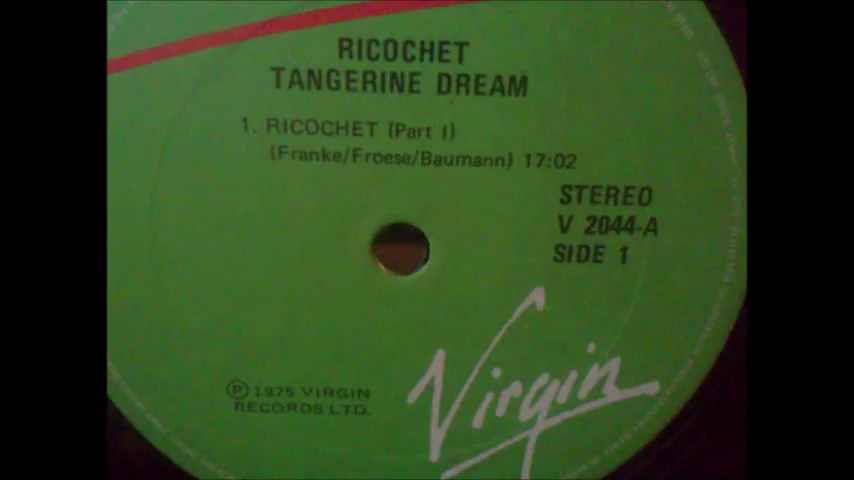 RICOCHET
TANGERINE DREAM
1. RICOCHET (Part I)
(Franke/Froese/Baumann) 17:02
STEREO
V 2044-A
SIDE 1
Virgin
℗ 1975 VIRGIN
RECORDS LTD.